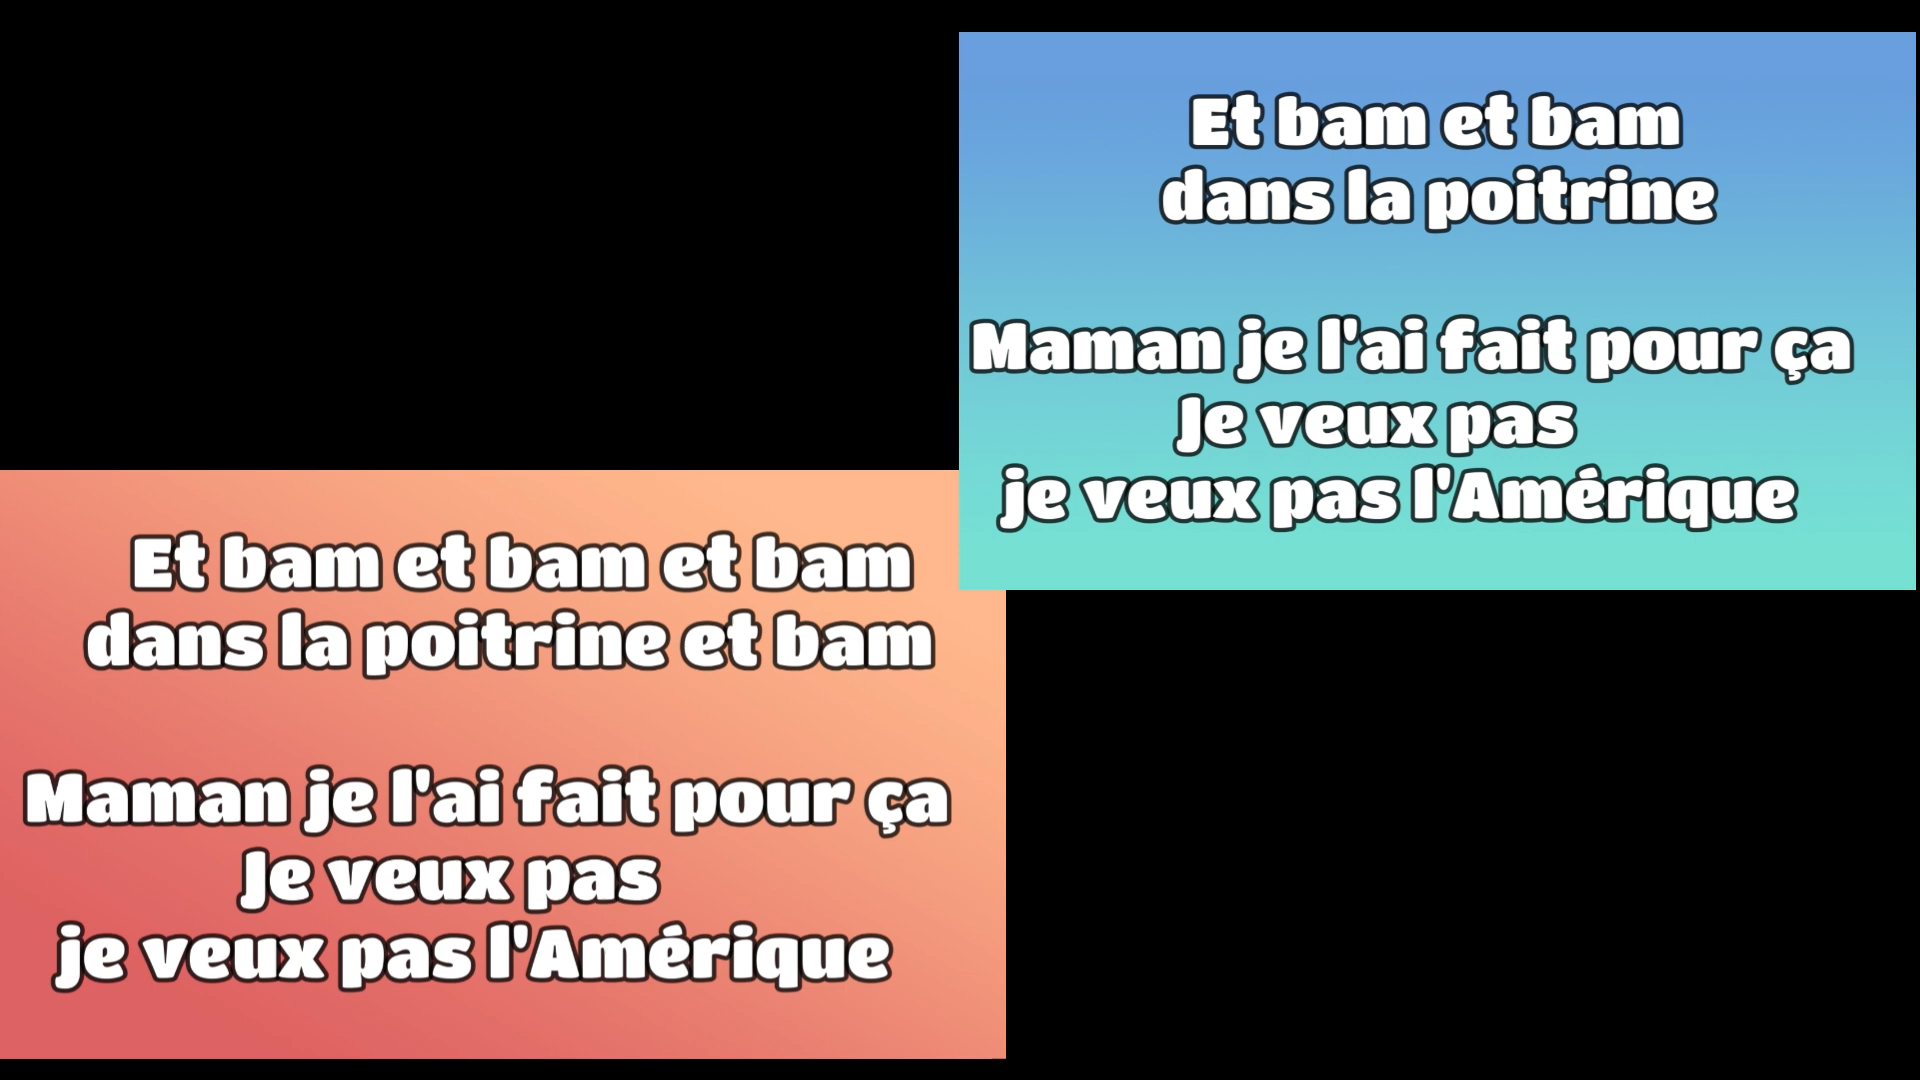 Et bam et bam
dans la poitrine
Maman je l'ai fait pour ça
Je veux pas
je veux pas l'Amérique
Et bam et bam et bam
dans la poitrine et bam
Maman je l'ai fait pour ça
Je veux pas
je veux pas l'Amérique